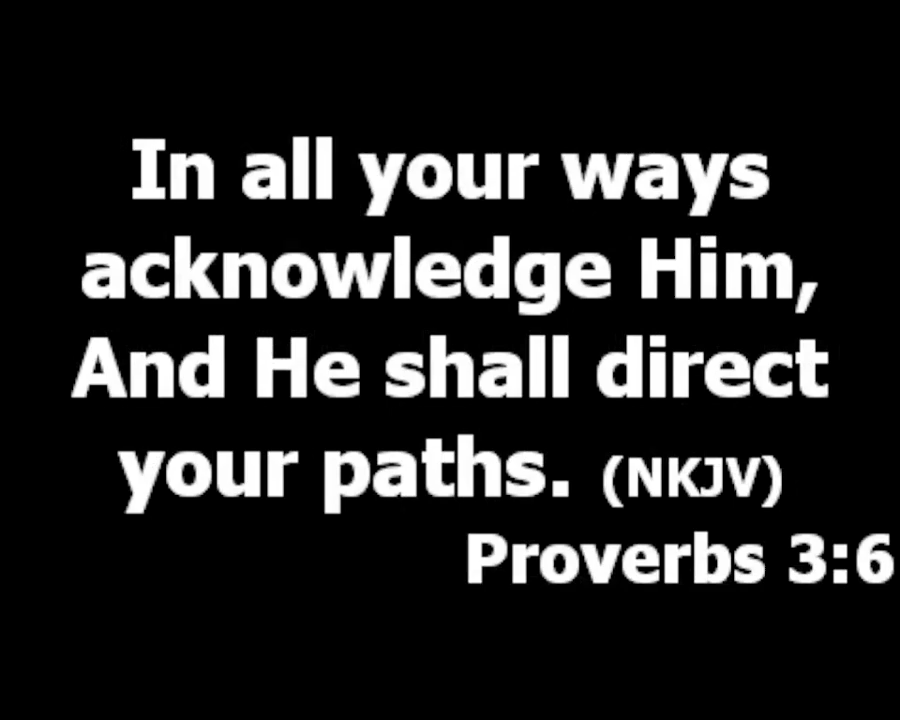 In all your ways
acknowledge Him,
And He shall direct
your paths. (NKJV)
Proverbs 3:6